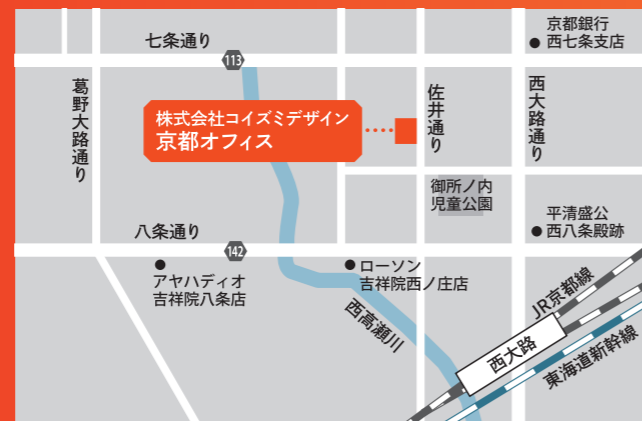 京都銀行
西七条支店
七条通り
113
葛野大路通り
株式会社コイズミデザイン
京都オフィス
佐井通り
西大路通り
御所ノ内
児童公園
平清盛公
西八条殿跡
八条通り
142
アヤハディオ
吉祥院八条店
ローソン
吉祥院西ノ庄店
西高瀬川
JR京都線
西大路
東海道新幹線